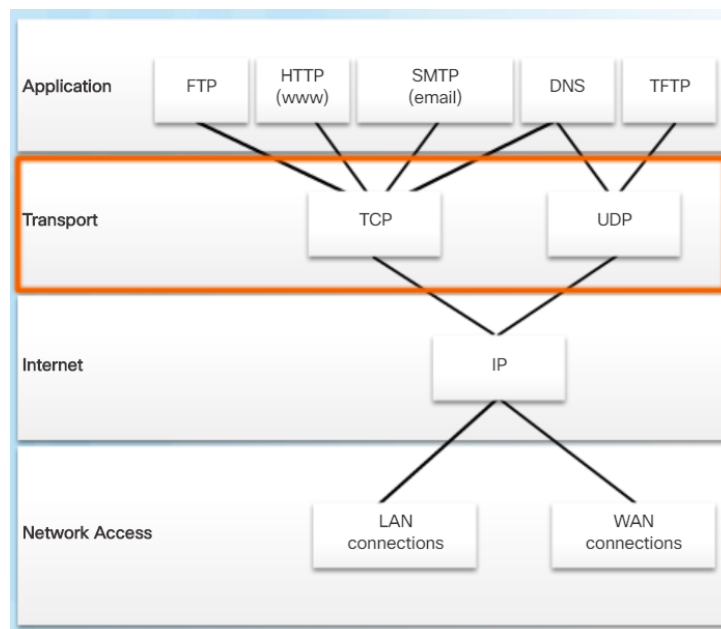 Application
FTP
HTTP
(www)
SMTP
(email)
DNS
TFTP
Transport
TCP
UDP
Internet
IP
Network Access
LAN
connections
WAN
connections